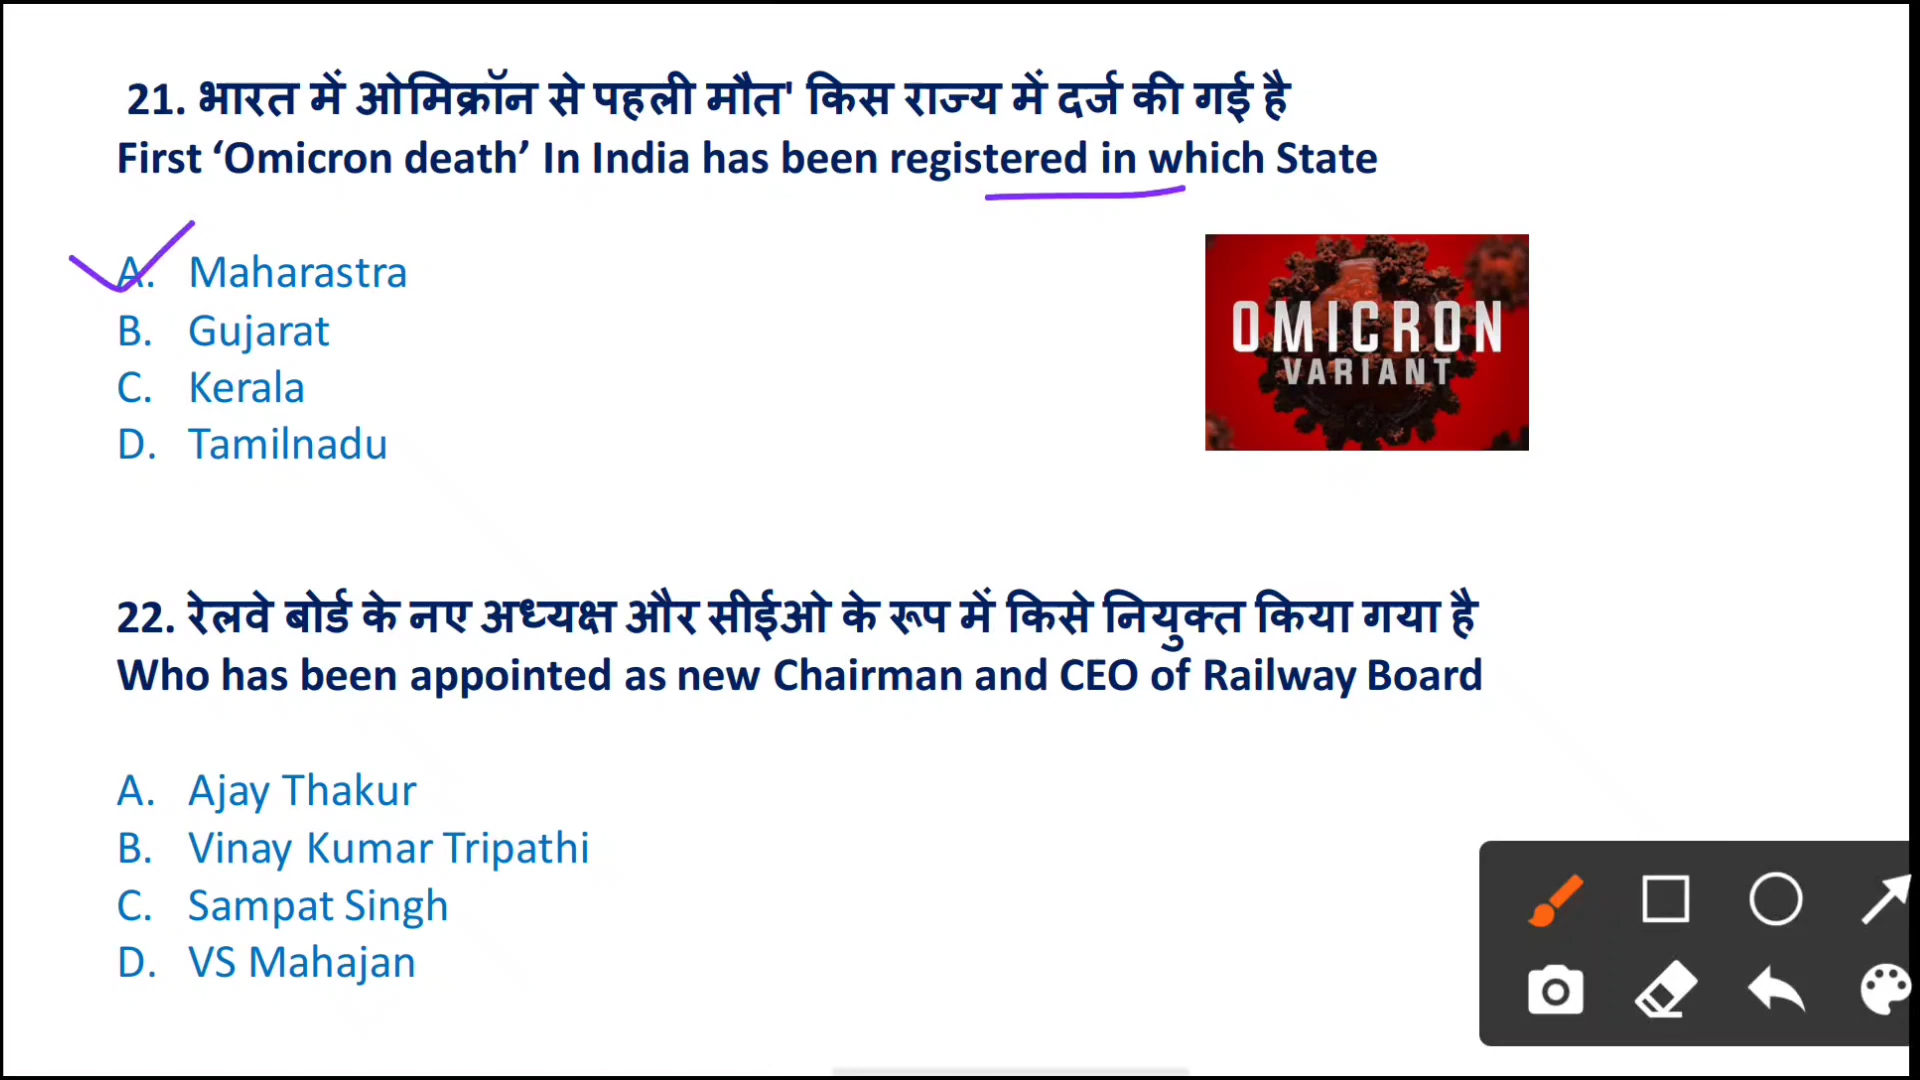 21. भारत में ओमिक्रॉन से पहली मौत' किस राज्य में दर्ज की गई है
First ‘Omicron death’ In India has been registered in which State
A. Maharastra
B. Gujarat
C. Kerala
D. Tamilnadu
OMICRON
VARIANT
22. रेलवे बोर्ड के नए अध्यक्ष और सीईओ के रूप में किसे नियुक्त किया गया है
Who has been appointed as new Chairman and CEO of Railway Board
A. Ajay Thakur
B. Vinay Kumar Tripathi
C. Sampat Singh
D. VS Mahajan